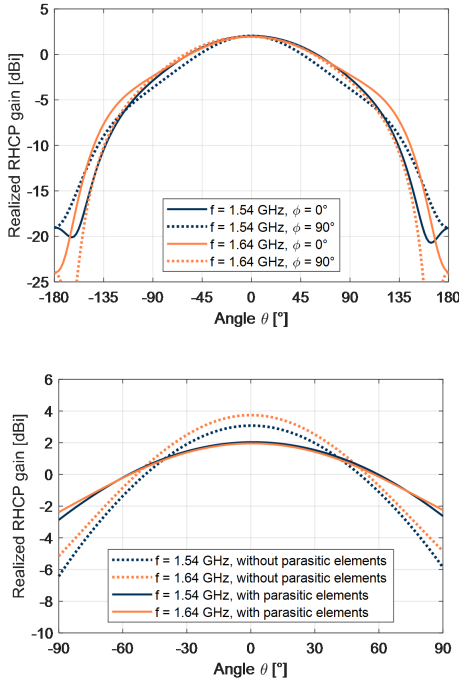 5
0
-5
-10
-15
-20
-25
Realized RHCP gain [dBi]
f = 1.54 GHz, ϕ = 0°
f = 1.54 GHz, ϕ = 90°
f = 1.64 GHz, ϕ = 0°
f = 1.64 GHz, ϕ = 90°
-180 -135 -90 -45 0 45 90 135 180
Angle θ [°]
6
4
2
0
-2
-4
-6
-8
-10
Realized RHCP gain [dBi]
f = 1.54 GHz, without parasitic elements
f = 1.64 GHz, without parasitic elements
f = 1.54 GHz, with parasitic elements
f = 1.64 GHz, with parasitic elements
-90 -60 -30 0 30 60 90
Angle θ [°]